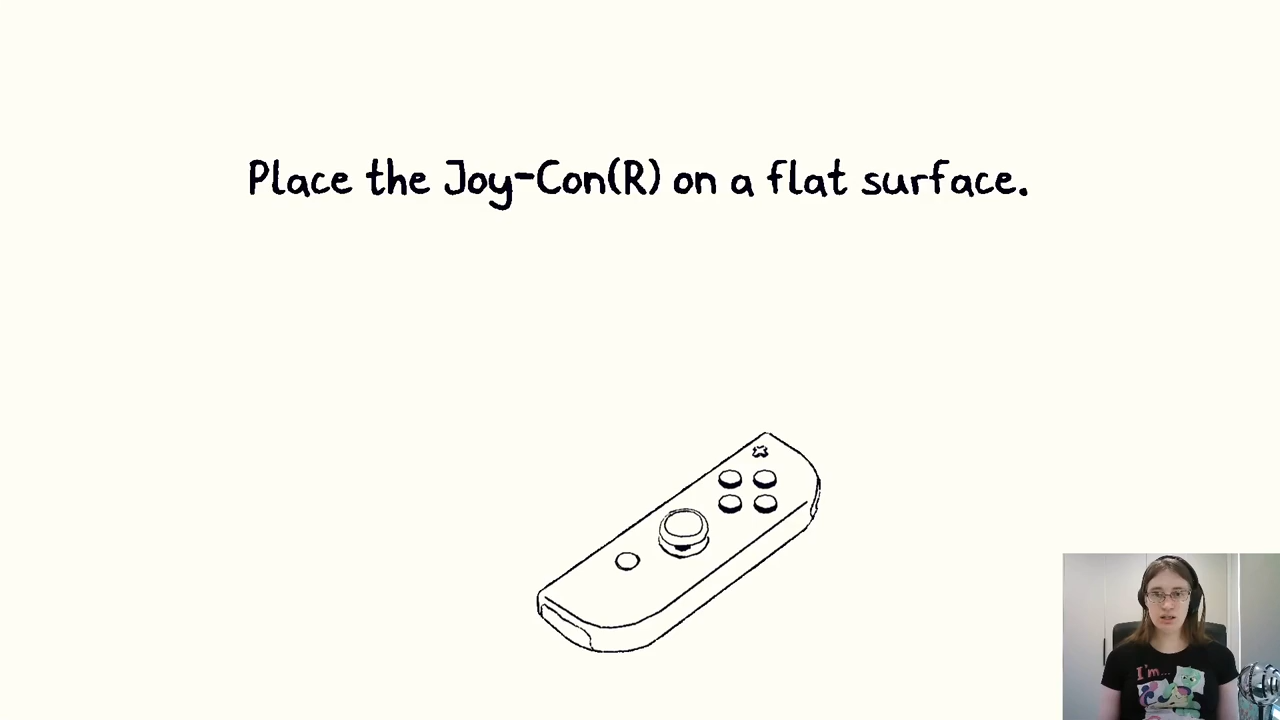 Place the Joy-Con(R) on a flat surface.
I'm...